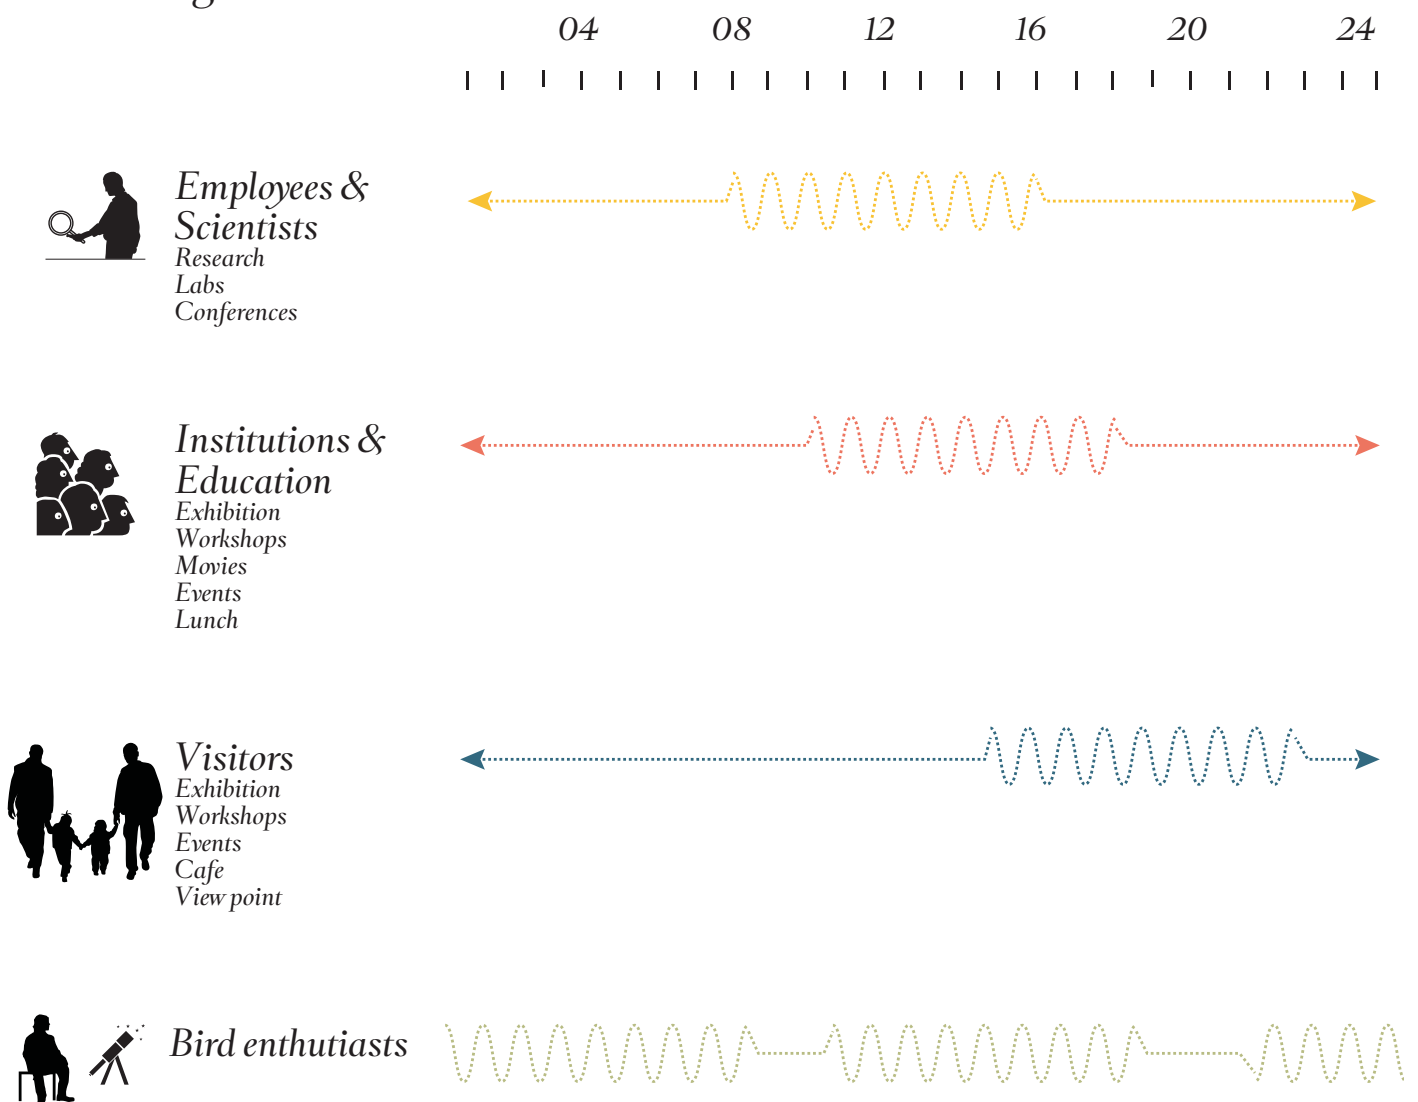 04 08 12 16 20 24
Employees &
Scientists
Research
Labs
Conferences
Institutions &
Education
Exhibition
Workshops
Movies
Events
Lunch
Visitors
Exhibition
Workshops
Events
Cafe
View point
Bird enthutiasts